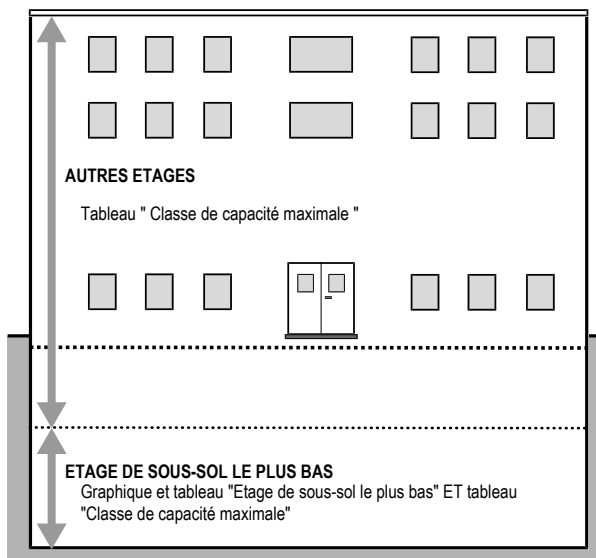 AUTRES ETAGES
Tableau " Classe de capacité maximale "
ETAGE DE SOUS-SOL LE PLUS BAS
Graphique et tableau "Etage de sous-sol le plus bas" ET tableau
"Classe de capacité maximale"